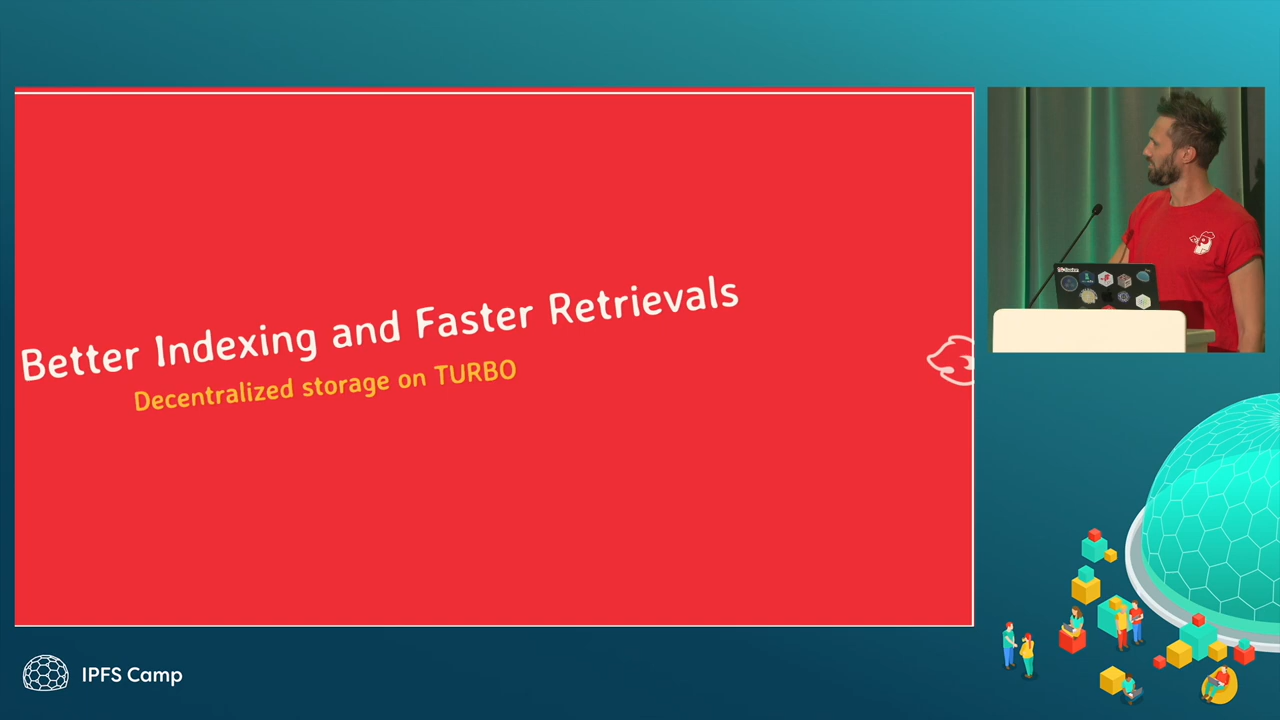 Better Indexing and Faster Retrievals
Decentralized storage on TURBO
IPFS Camp